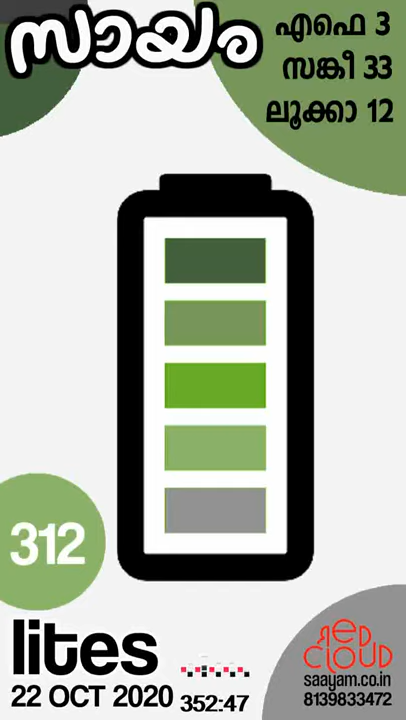 സായം
എഫെ 3
സങ്കീ 33
ലൂക്കാ 12
312
lites
22 OCT 2020
352:47
RED
CLOUD
saayam.co.in
8139833472